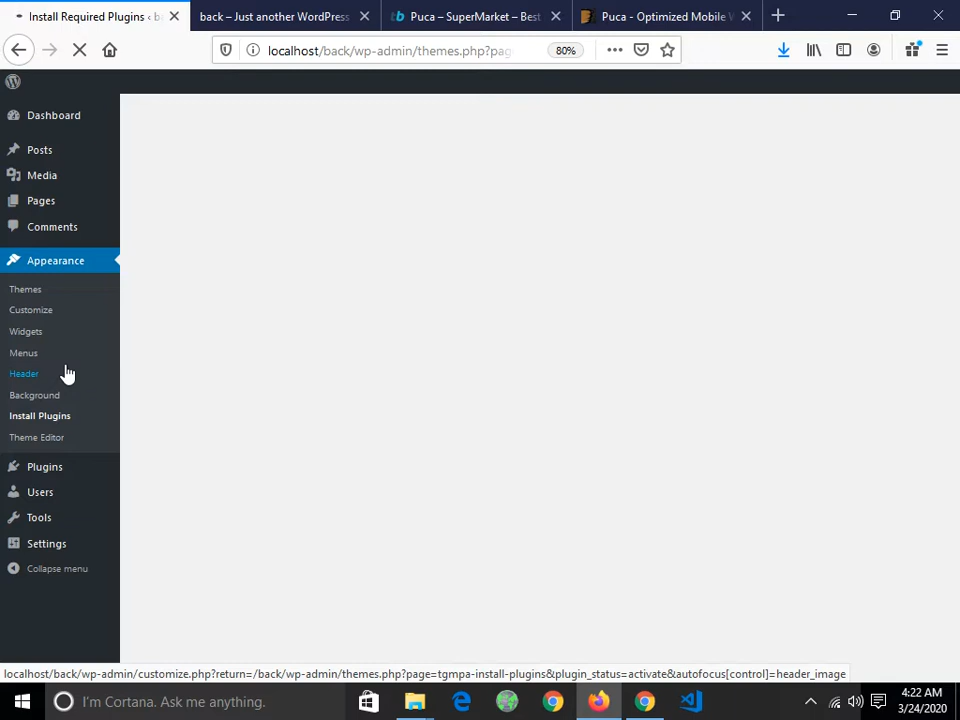 Install Required Plugins ‹ b
back – Just another WordPress
Puca – SuperMarket – Best
Puca - Optimized Mobile W
localhost/back/wp-admin/themes.php?pag
80%
Dashboard
Posts
Media
Pages
Comments
Appearance
Themes
Customize
Widgets
Menus
Header
Background
Install Plugins
Theme Editor
Plugins
Users
Tools
Settings
Collapse menu
localhost/back/wp-admin/customize.php?return=/back/wp-admin/themes.php?page=tgmpa-install-plugins&plugin_status=activate&autofocus[control]=header_image
I'm Cortana. Ask me anything.
4:22 AM
3/24/2020